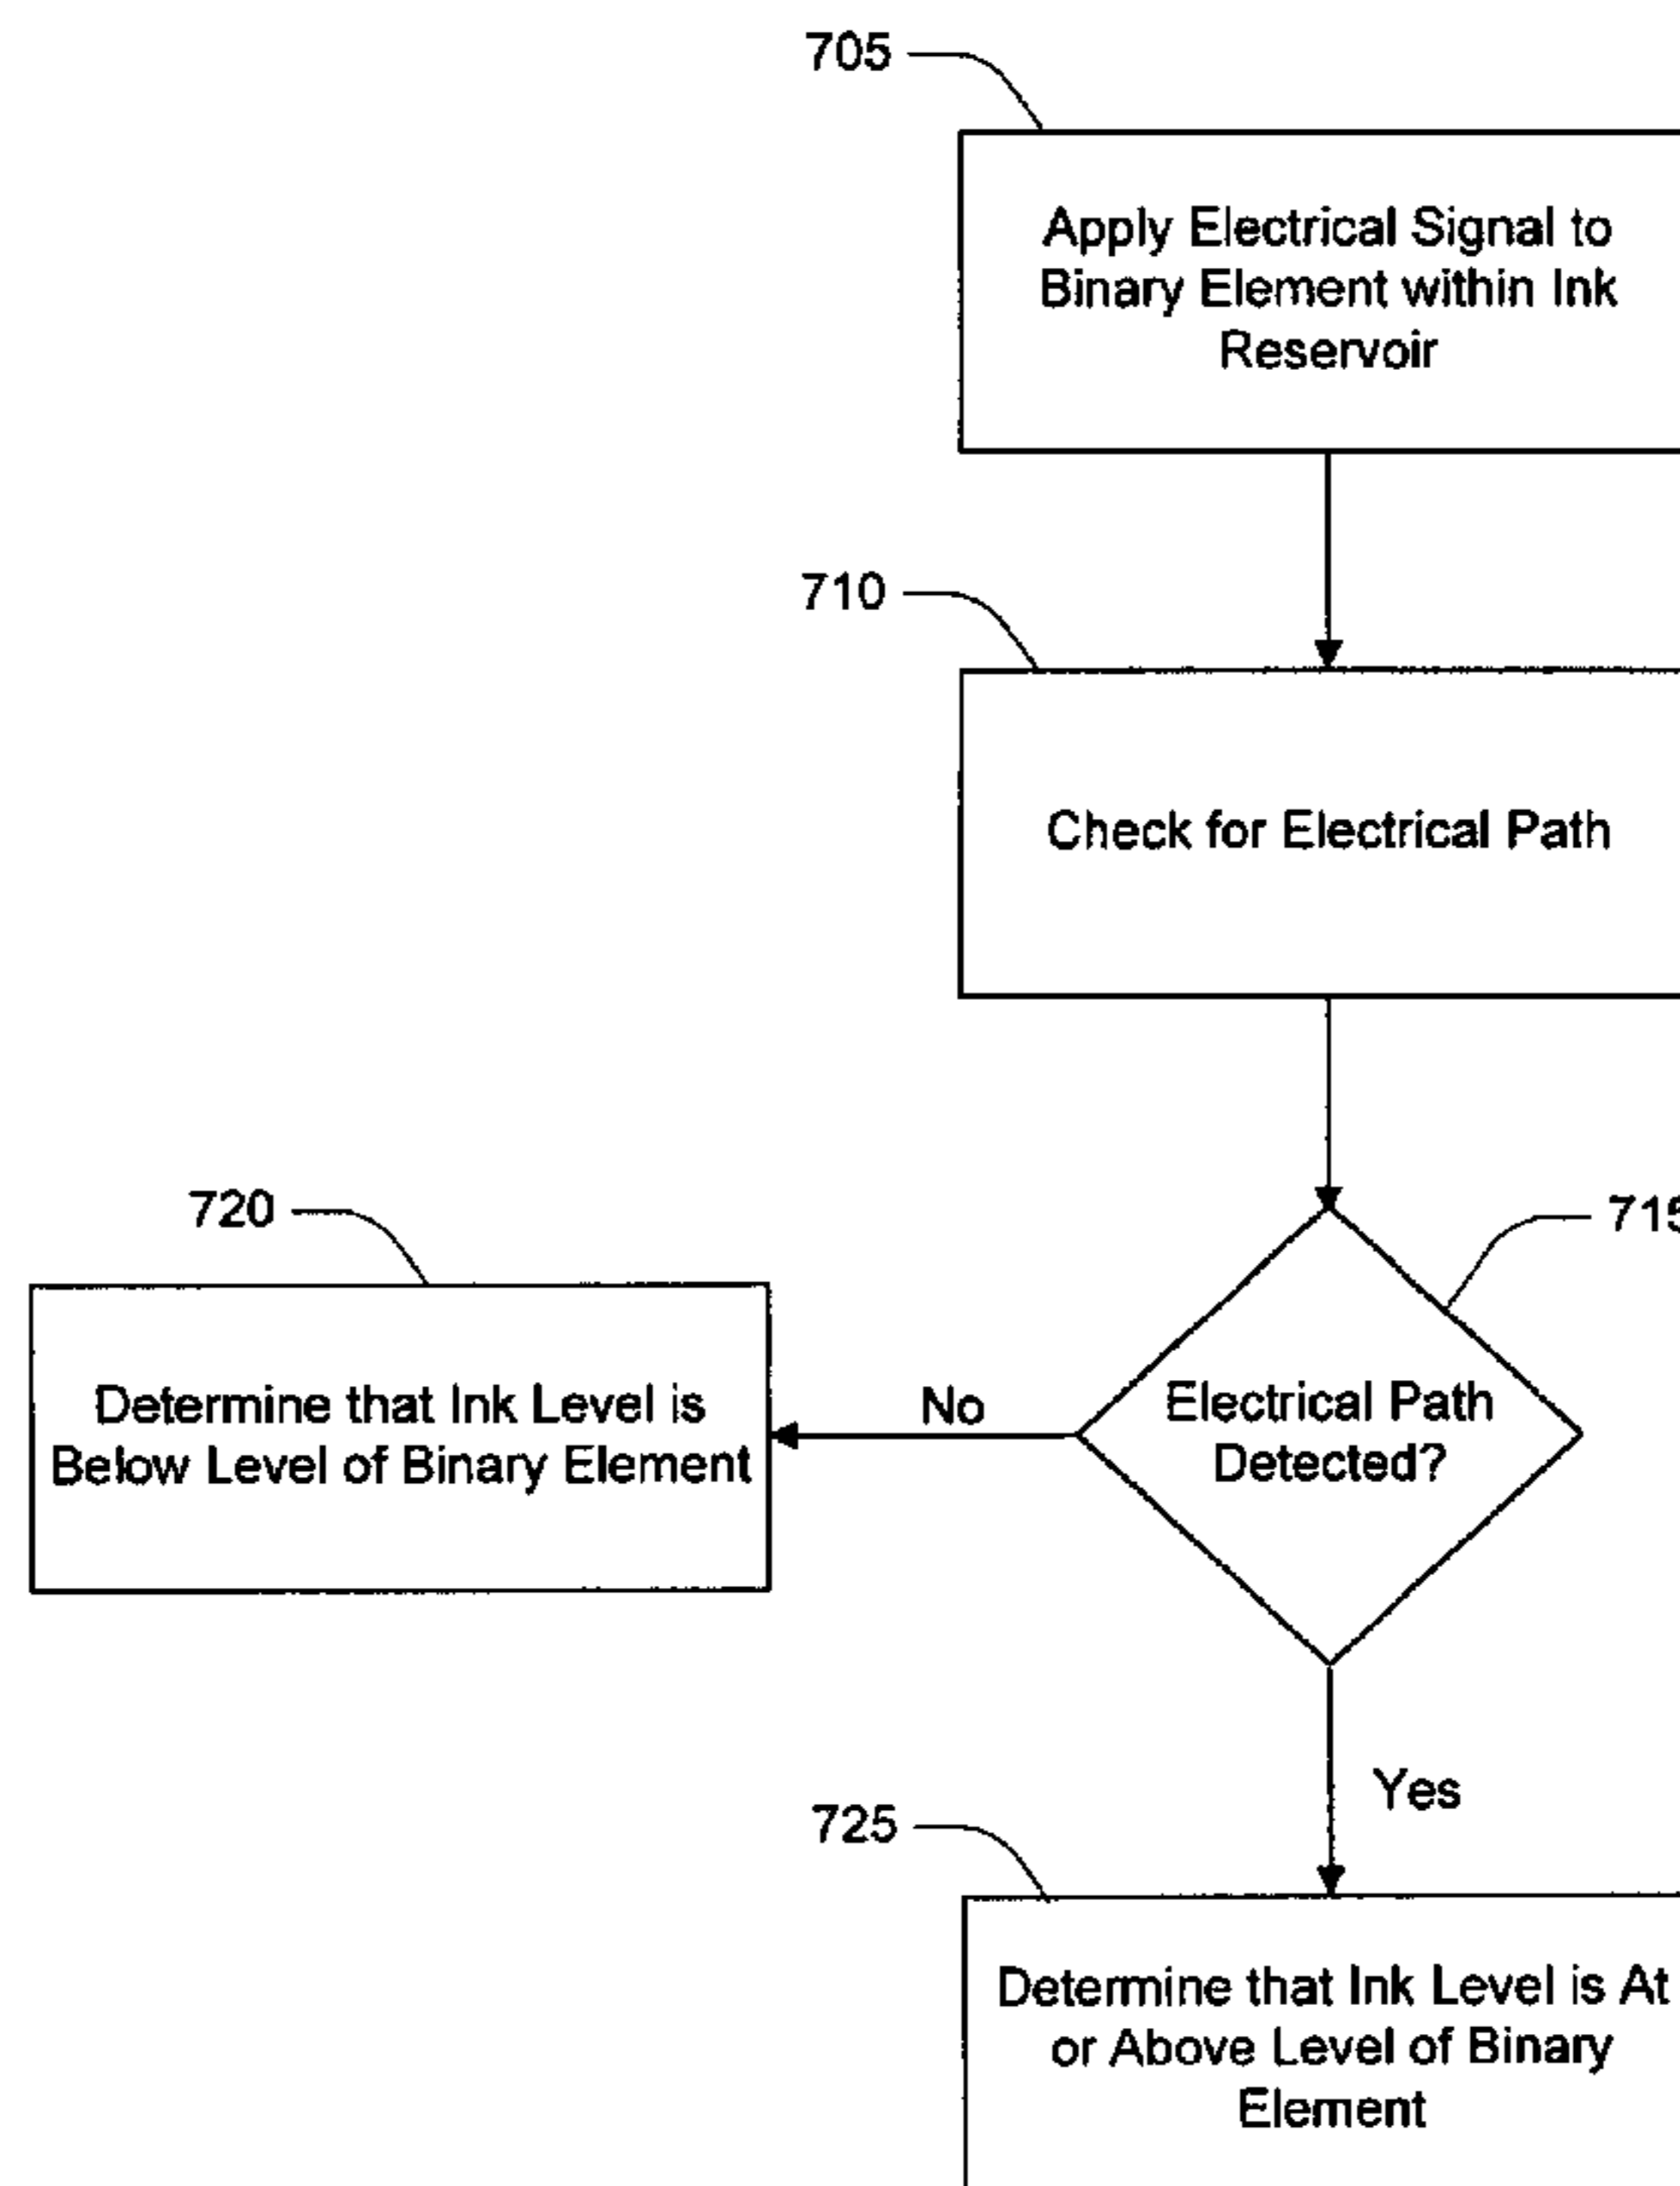 705
Apply Electrical Signal to
Binary Element within Ink
Reservoir
710
Check for Electrical Path
720
715
Determine that Ink Level is
Below Level of Binary Element
No
Electrical Path
Detected?
Yes
725
Determine that Ink Level is At
or Above Level of Binary
Element